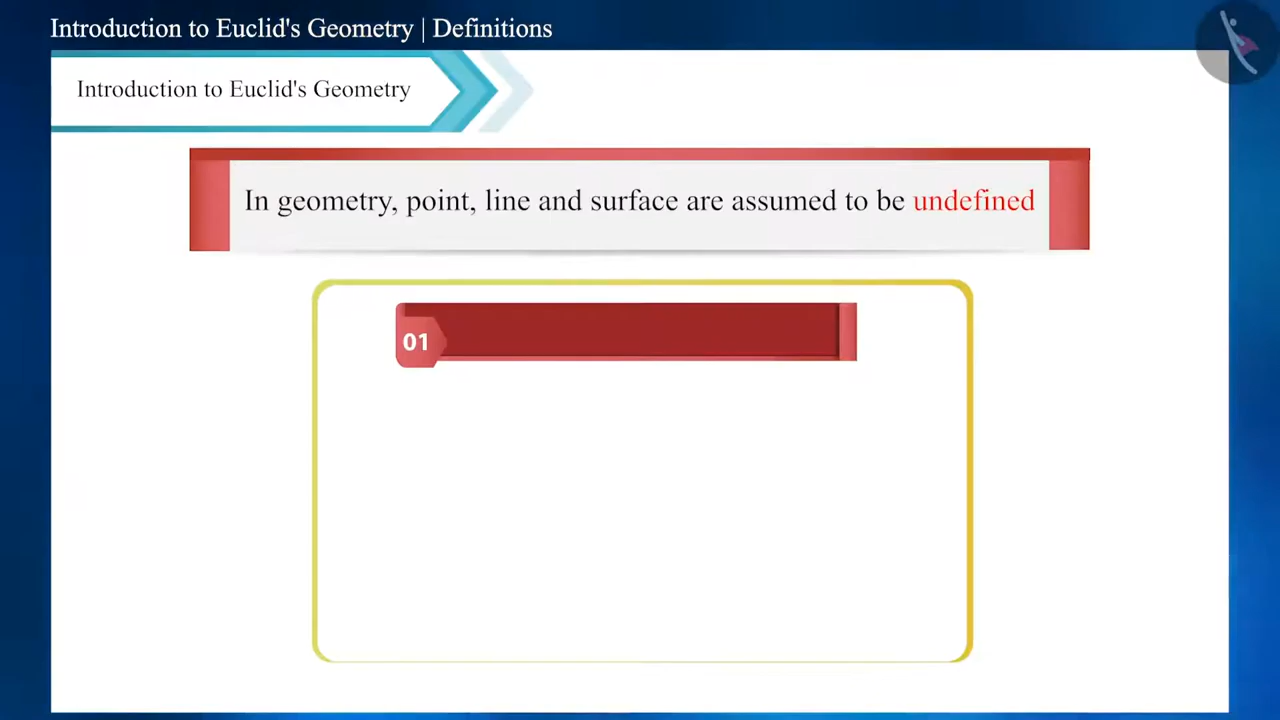 Introduction to Euclid's Geometry | Definitions
Introduction to Euclid's Geometry
In geometry, point, line and surface are assumed to be undefined
01